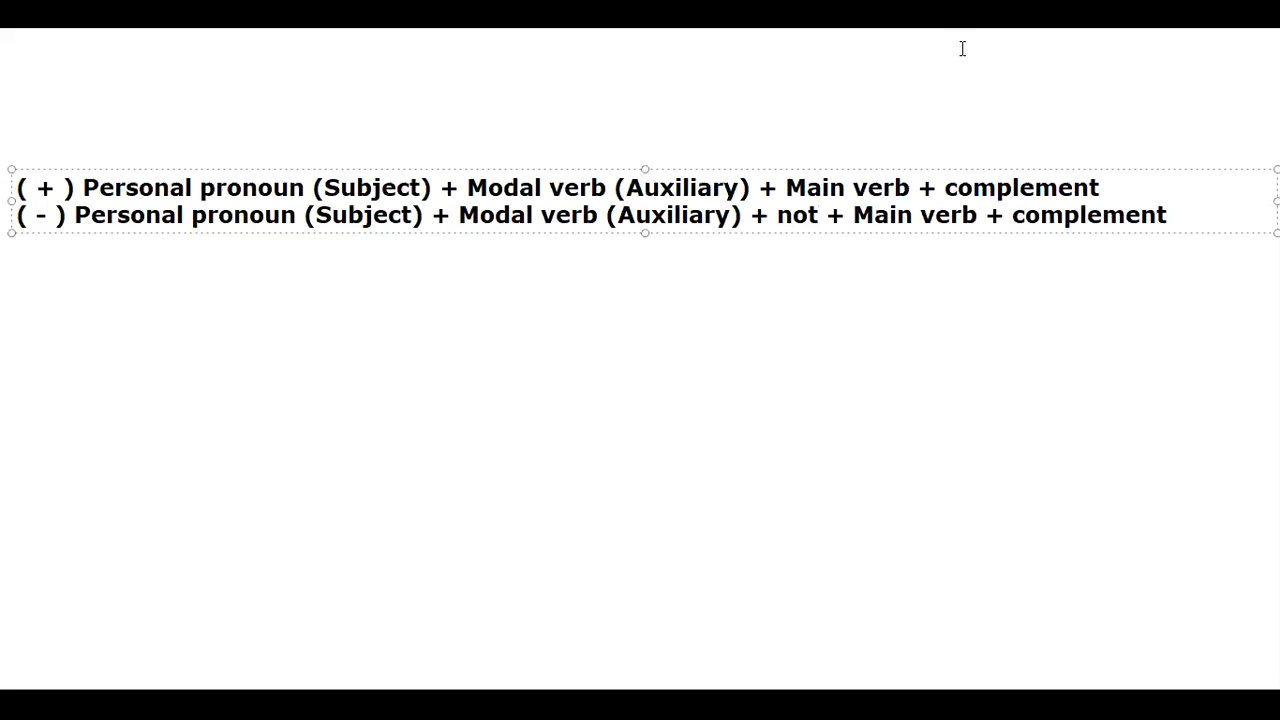 ( + ) Personal pronoun (Subject) + Modal verb (Auxiliary) + Main verb + complement
( - ) Personal pronoun (Subject) + Modal verb (Auxiliary) + not + Main verb + complement